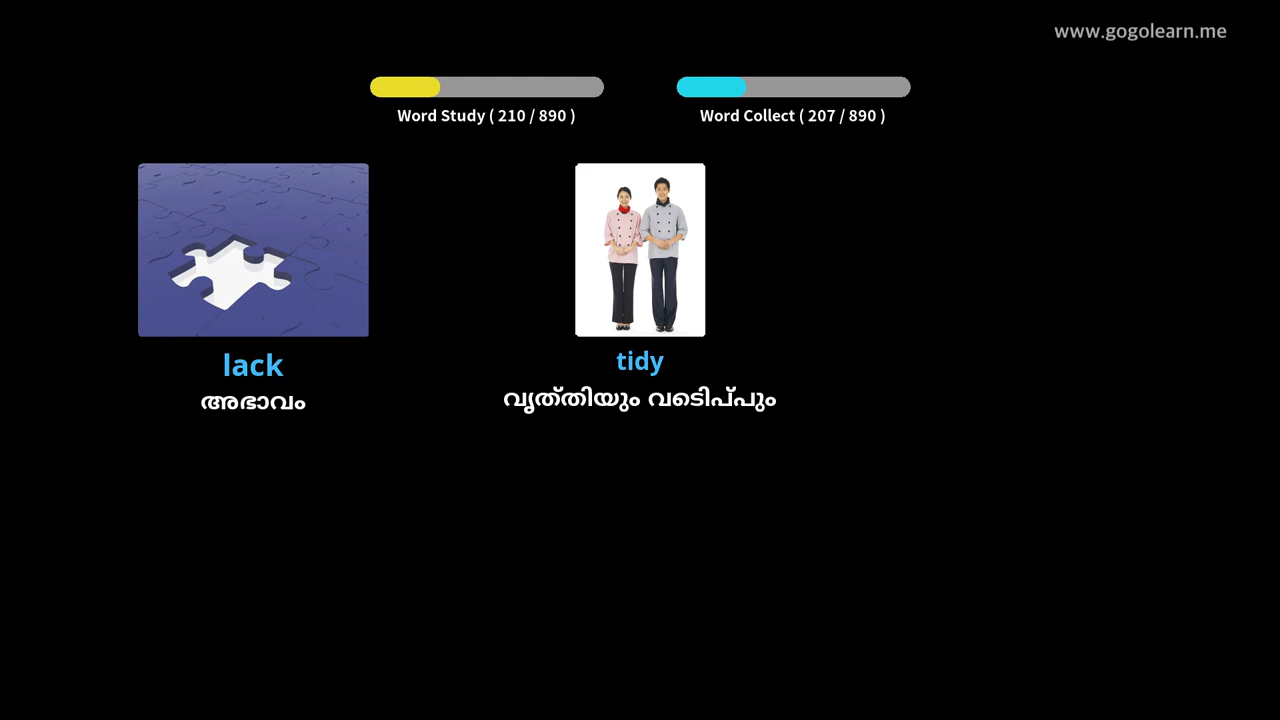 www.gogolearn.me
Word Study ( 210 / 890 )
Word Collect ( 207 / 890 )
lack
അഭാവം
tidy
വൃത്തിയും വടെിപ്പും